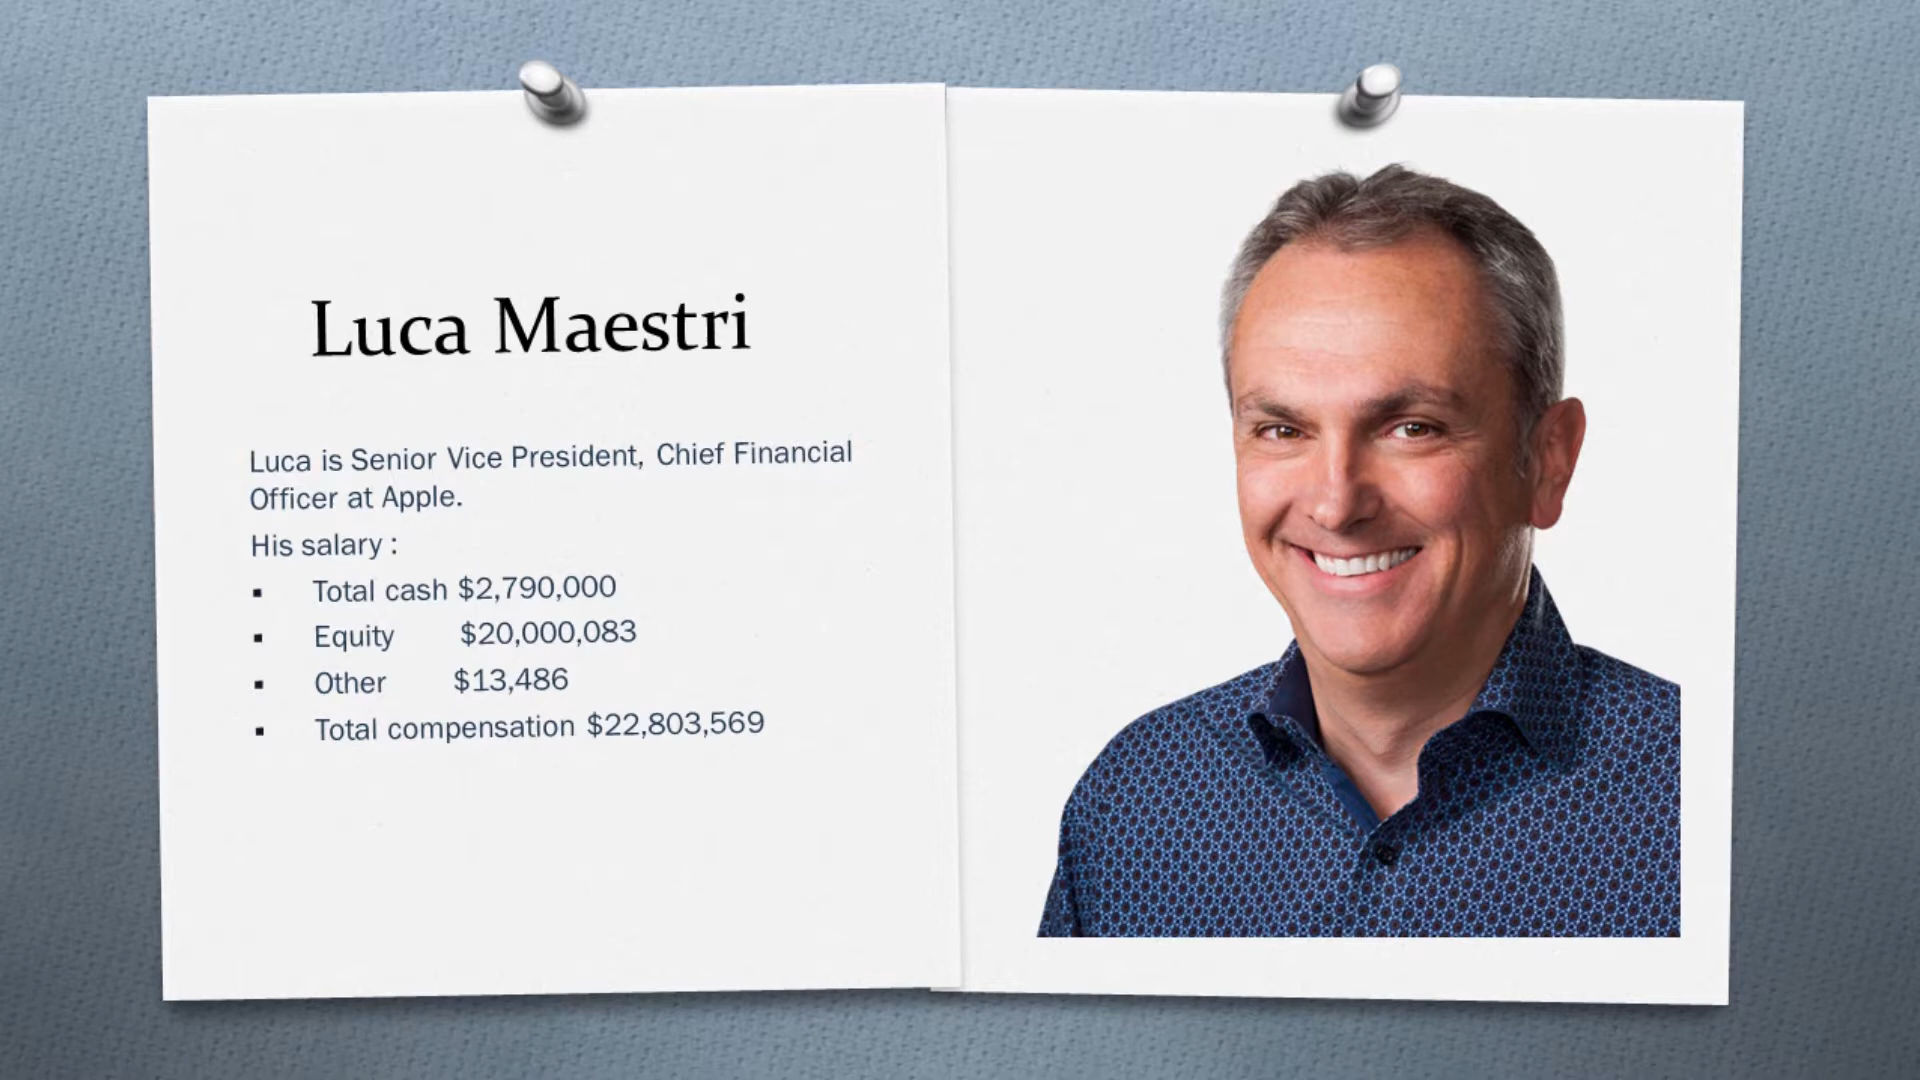 Luca Maestri
Luca is Senior Vice President, Chief Financial
Officer at Apple.
His salary :
▪ Total cash $2,790,000
▪ Equity $20,000,083
▪ Other $13,486
▪ Total compensation $22,803,569